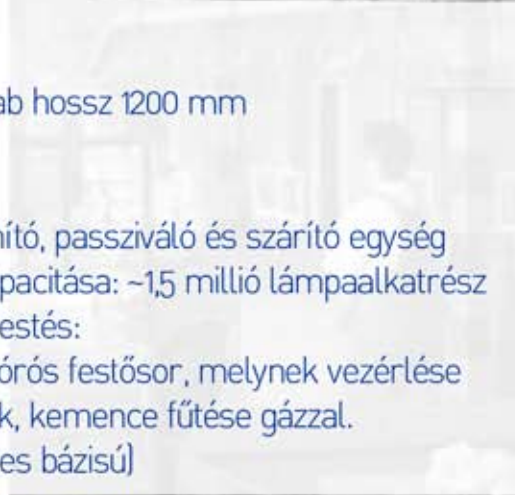 ab hossz 1200 mm
nító, passziváló és szárító egység
pacitása: ~1,5 millió lámpaalkatrész
estés:
órós festősor, melynek vezérlése
k, kemence fűtése gázzal.
es bázisú)